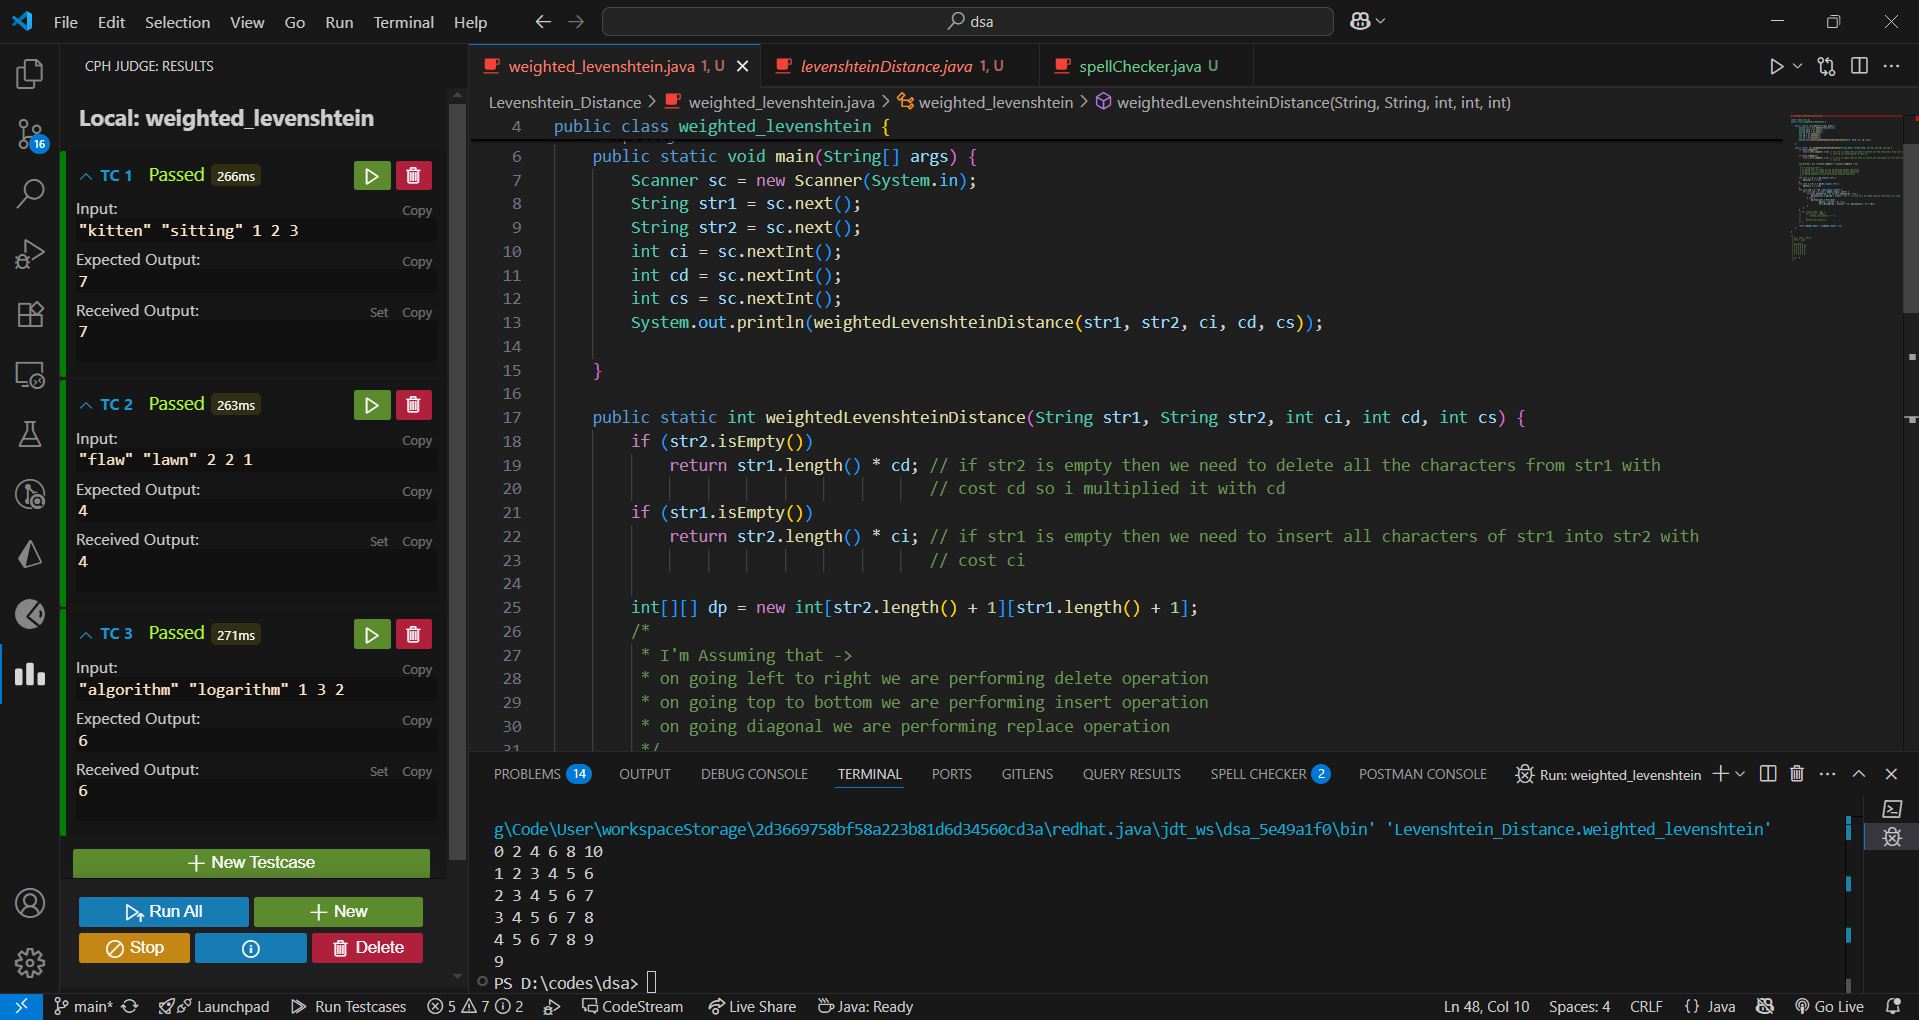 File Edit Selection View Go Run Terminal Help
dsa
CPH JUDGE: RESULTS
Local: weighted_levenshtein
TC 1 Passed 266ms
Input:
Copy
"kitten" "sitting" 1 2 3
Expected Output:
Copy
7
Received Output:
Set Copy
7
TC 2 Passed 263ms
Input:
Copy
"flaw" "lawn" 2 2 1
Expected Output:
Copy
4
Received Output:
Set Copy
4
TC 3 Passed 271ms
Input:
Copy
"algorithm" "logarithm" 1 3 2
Expected Output:
Copy
6
Received Output:
Set Copy
6
New Testcase
Run All
New
Stop
Delete
16
weighted_levenshtein.java 1, U
levenshteinDistance.java 1, U
spellChecker.java U
Levenshtein_Distance > weighted_levenshtein.java > weighted_levenshtein > weightedLevenshteinDistance(String, String, int, int, int)
4 public class weighted_levenshtein {
6 public static void main(String[] args) {
7 Scanner sc = new Scanner(System.in);
8 String str1 = sc.next();
9 String str2 = sc.next();
10 int ci = sc.nextInt();
11 int cd = sc.nextInt();
12 int cs = sc.nextInt();
13 System.out.println(weightedLevenshteinDistance(str1, str2, ci, cd, cs));
14
15 }
16
17 public static int weightedLevenshteinDistance(String str1, String str2, int ci, int cd, int cs) {
18 if (str2.isEmpty())
19 return str1.length() * cd; // if str2 is empty then we need to delete all the characters from str1 with
20 // cost cd so i multiplied it with cd
21 if (str1.isEmpty())
22 return str2.length() * ci; // if str1 is empty then we need to insert all characters of str1 into str2 with
23 // cost ci
24
25 int[][] dp = new int[str2.length() + 1][str1.length() + 1];
26 /*
27 * I'm Assuming that ->
28 * on going left to right we are performing delete operation
29 * on going top to bottom we are performing insert operation
30 * on going diagonal we are performing replace operation
31 */
PROBLEMS 14 OUTPUT DEBUG CONSOLE TERMINAL PORTS GITLENS QUERY RESULTS SPELL CHECKER 2 POSTMAN CONSOLE
Run: weighted_levenshtein
g\Code\User\workspaceStorage\2d3669758bf58a223b81d6d34560cd3a\redhat.java\jdt_ws\dsa_5e49a1f0\bin' 'Levenshtein_Distance.weighted_levenshtein'
0 2 4 6 8 10
1 2 3 4 5 6
2 3 4 5 6 7
3 4 5 6 7 8
4 5 6 7 8 9
9
PS D:\codes\dsa>
main* Launchpad Run Testcases 5 7 2 CodeStream Live Share Java: Ready
Ln 48, Col 10 Spaces: 4 CRLF {} Java Go Live